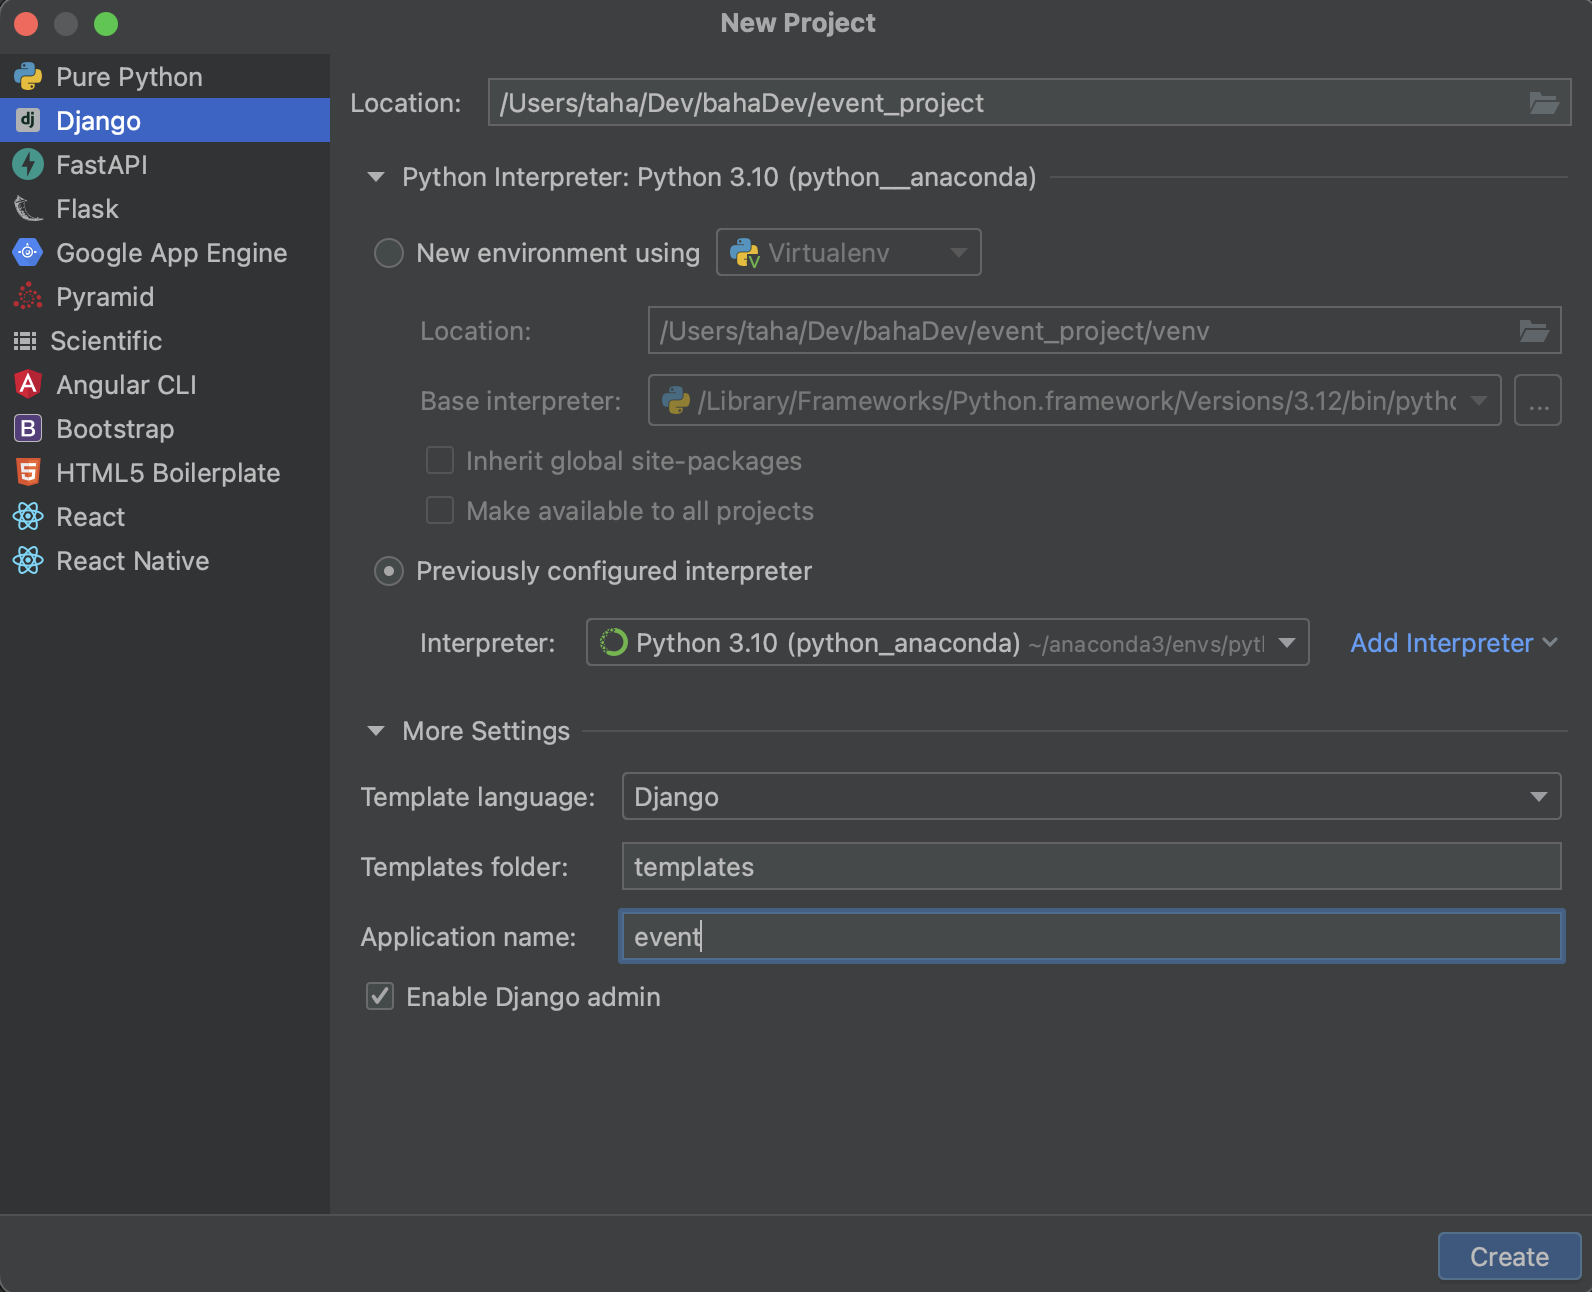 New Project
Pure Python
Django
FastAPI
Flask
Google App Engine
Pyramid
Scientific
Angular CLI
Bootstrap
HTML5 Boilerplate
React
React Native
Location: /Users/taha/Dev/bahaDev/event_project
Python Interpreter: Python 3.10 (python__anaconda)
New environment using Virtualenv
Location: /Users/taha/Dev/bahaDev/event_project/venv
Base interpreter: /Library/Frameworks/Python.framework/Versions/3.12/bin/pytho ...
Inherit global site-packages
Make available to all projects
Previously configured interpreter
Interpreter: Python 3.10 (python_anaconda) ~/anaconda3/envs/pyt Add Interpreter
More Settings
Template language: Django
Templates folder: templates
Application name: event
Enable Django admin
Create